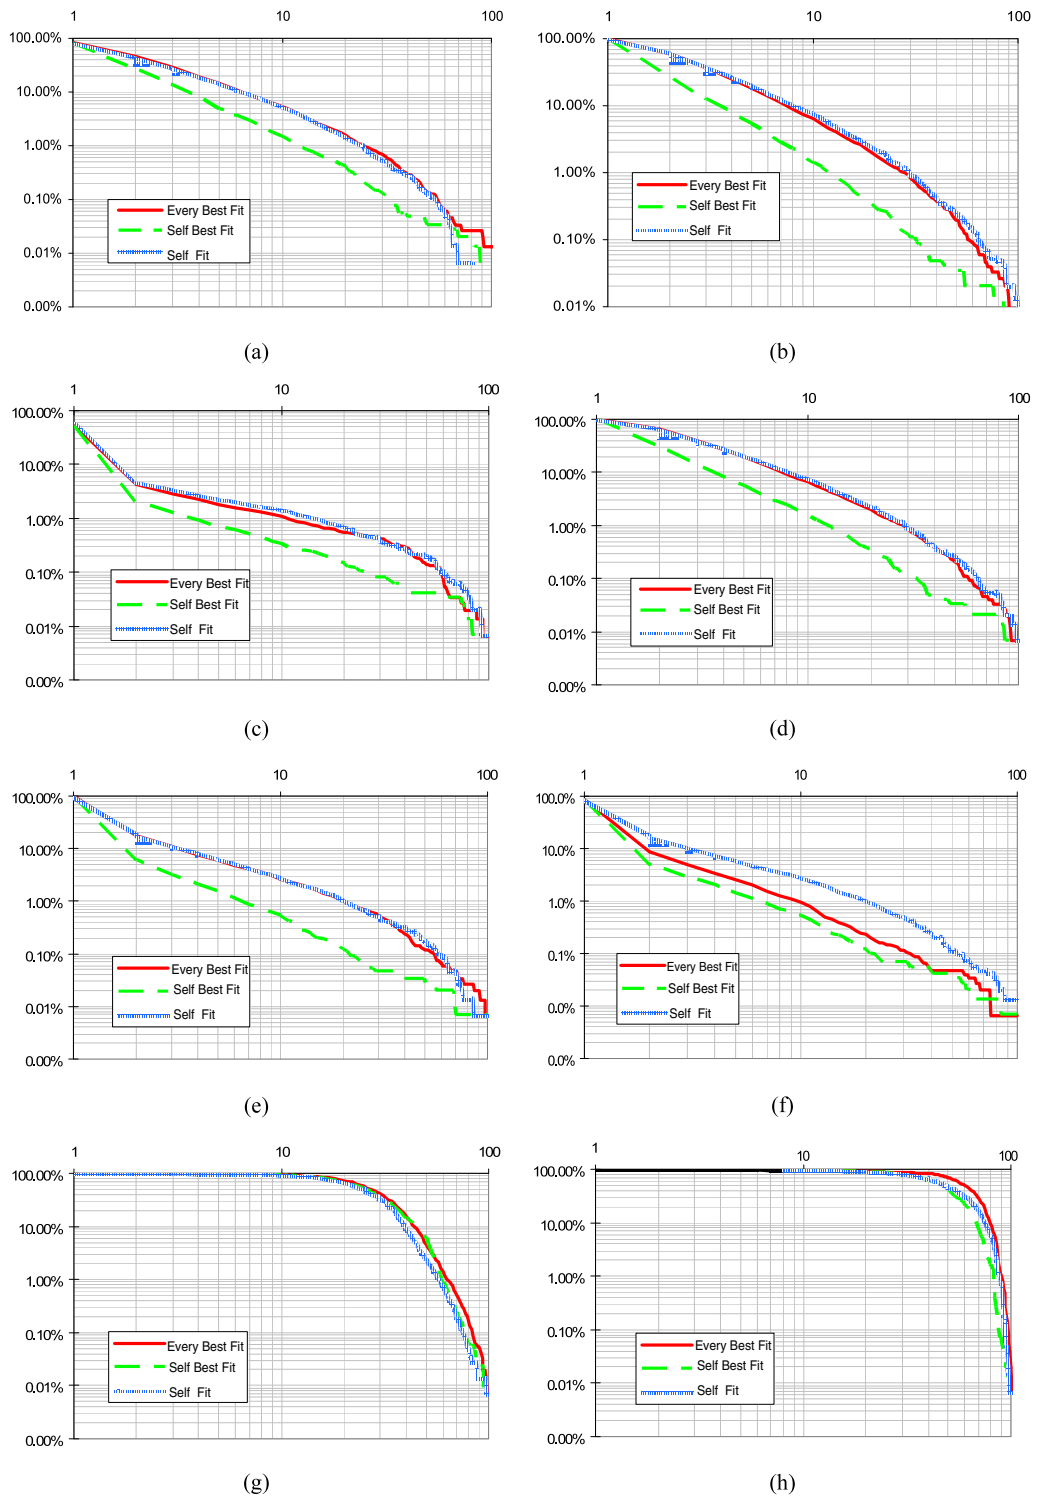 1 10 100
100.00%
10.00%
1.00%
0.10%
0.01%
0.00%
Every Best Fit
Self Best Fit
Self Fit
(a)
1 10 100
100.00%
10.00%
1.00%
0.10%
0.01%
Every Best Fit
Self Best Fit
Self Fit
(b)
1 10 100
100.00%
10.00%
1.00%
0.10%
0.01%
0.00%
Every Best Fit
Self Best Fit
Self Fit
(c)
1 10 100
100.00%
10.00%
1.00%
0.10%
0.01%
0.00%
Every Best Fit
Self Best Fit
Self Fit
(d)
1 10 100
100.00%
10.00%
1.00%
0.10%
0.01%
0.00%
Every Best Fit
Self Best Fit
Self Fit
(e)
1 10 100
100.0%
10.0%
1.0%
0.1%
0.0%
0.0%
Every Best Fit
Self Best Fit
Self Fit
(f)
1 10 100
100.00%
10.00%
1.00%
0.10%
0.01%
0.00%
Every Best Fit
Self Best Fit
Self Fit
(g)
1 10 100
100.00%
10.00%
1.00%
0.10%
0.01%
0.00%
Every Best Fit
Self Best Fit
Self Fit
(h)